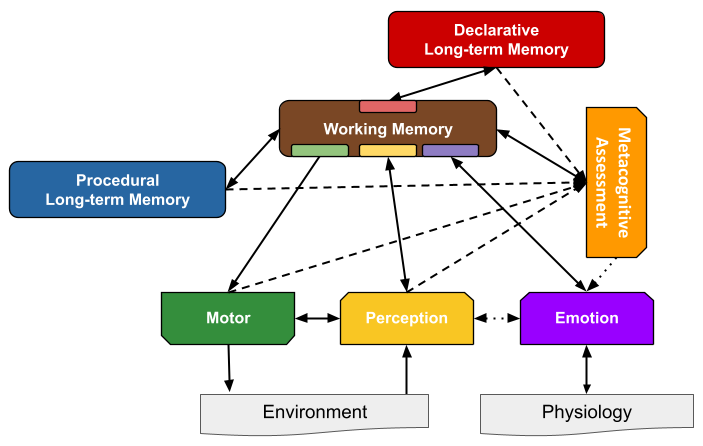 Declarative
Long-term Memory
Working Memory
Metacognitive
Assessment
Procedural
Long-term Memory
Motor
Perception
Emotion
Environment
Physiology